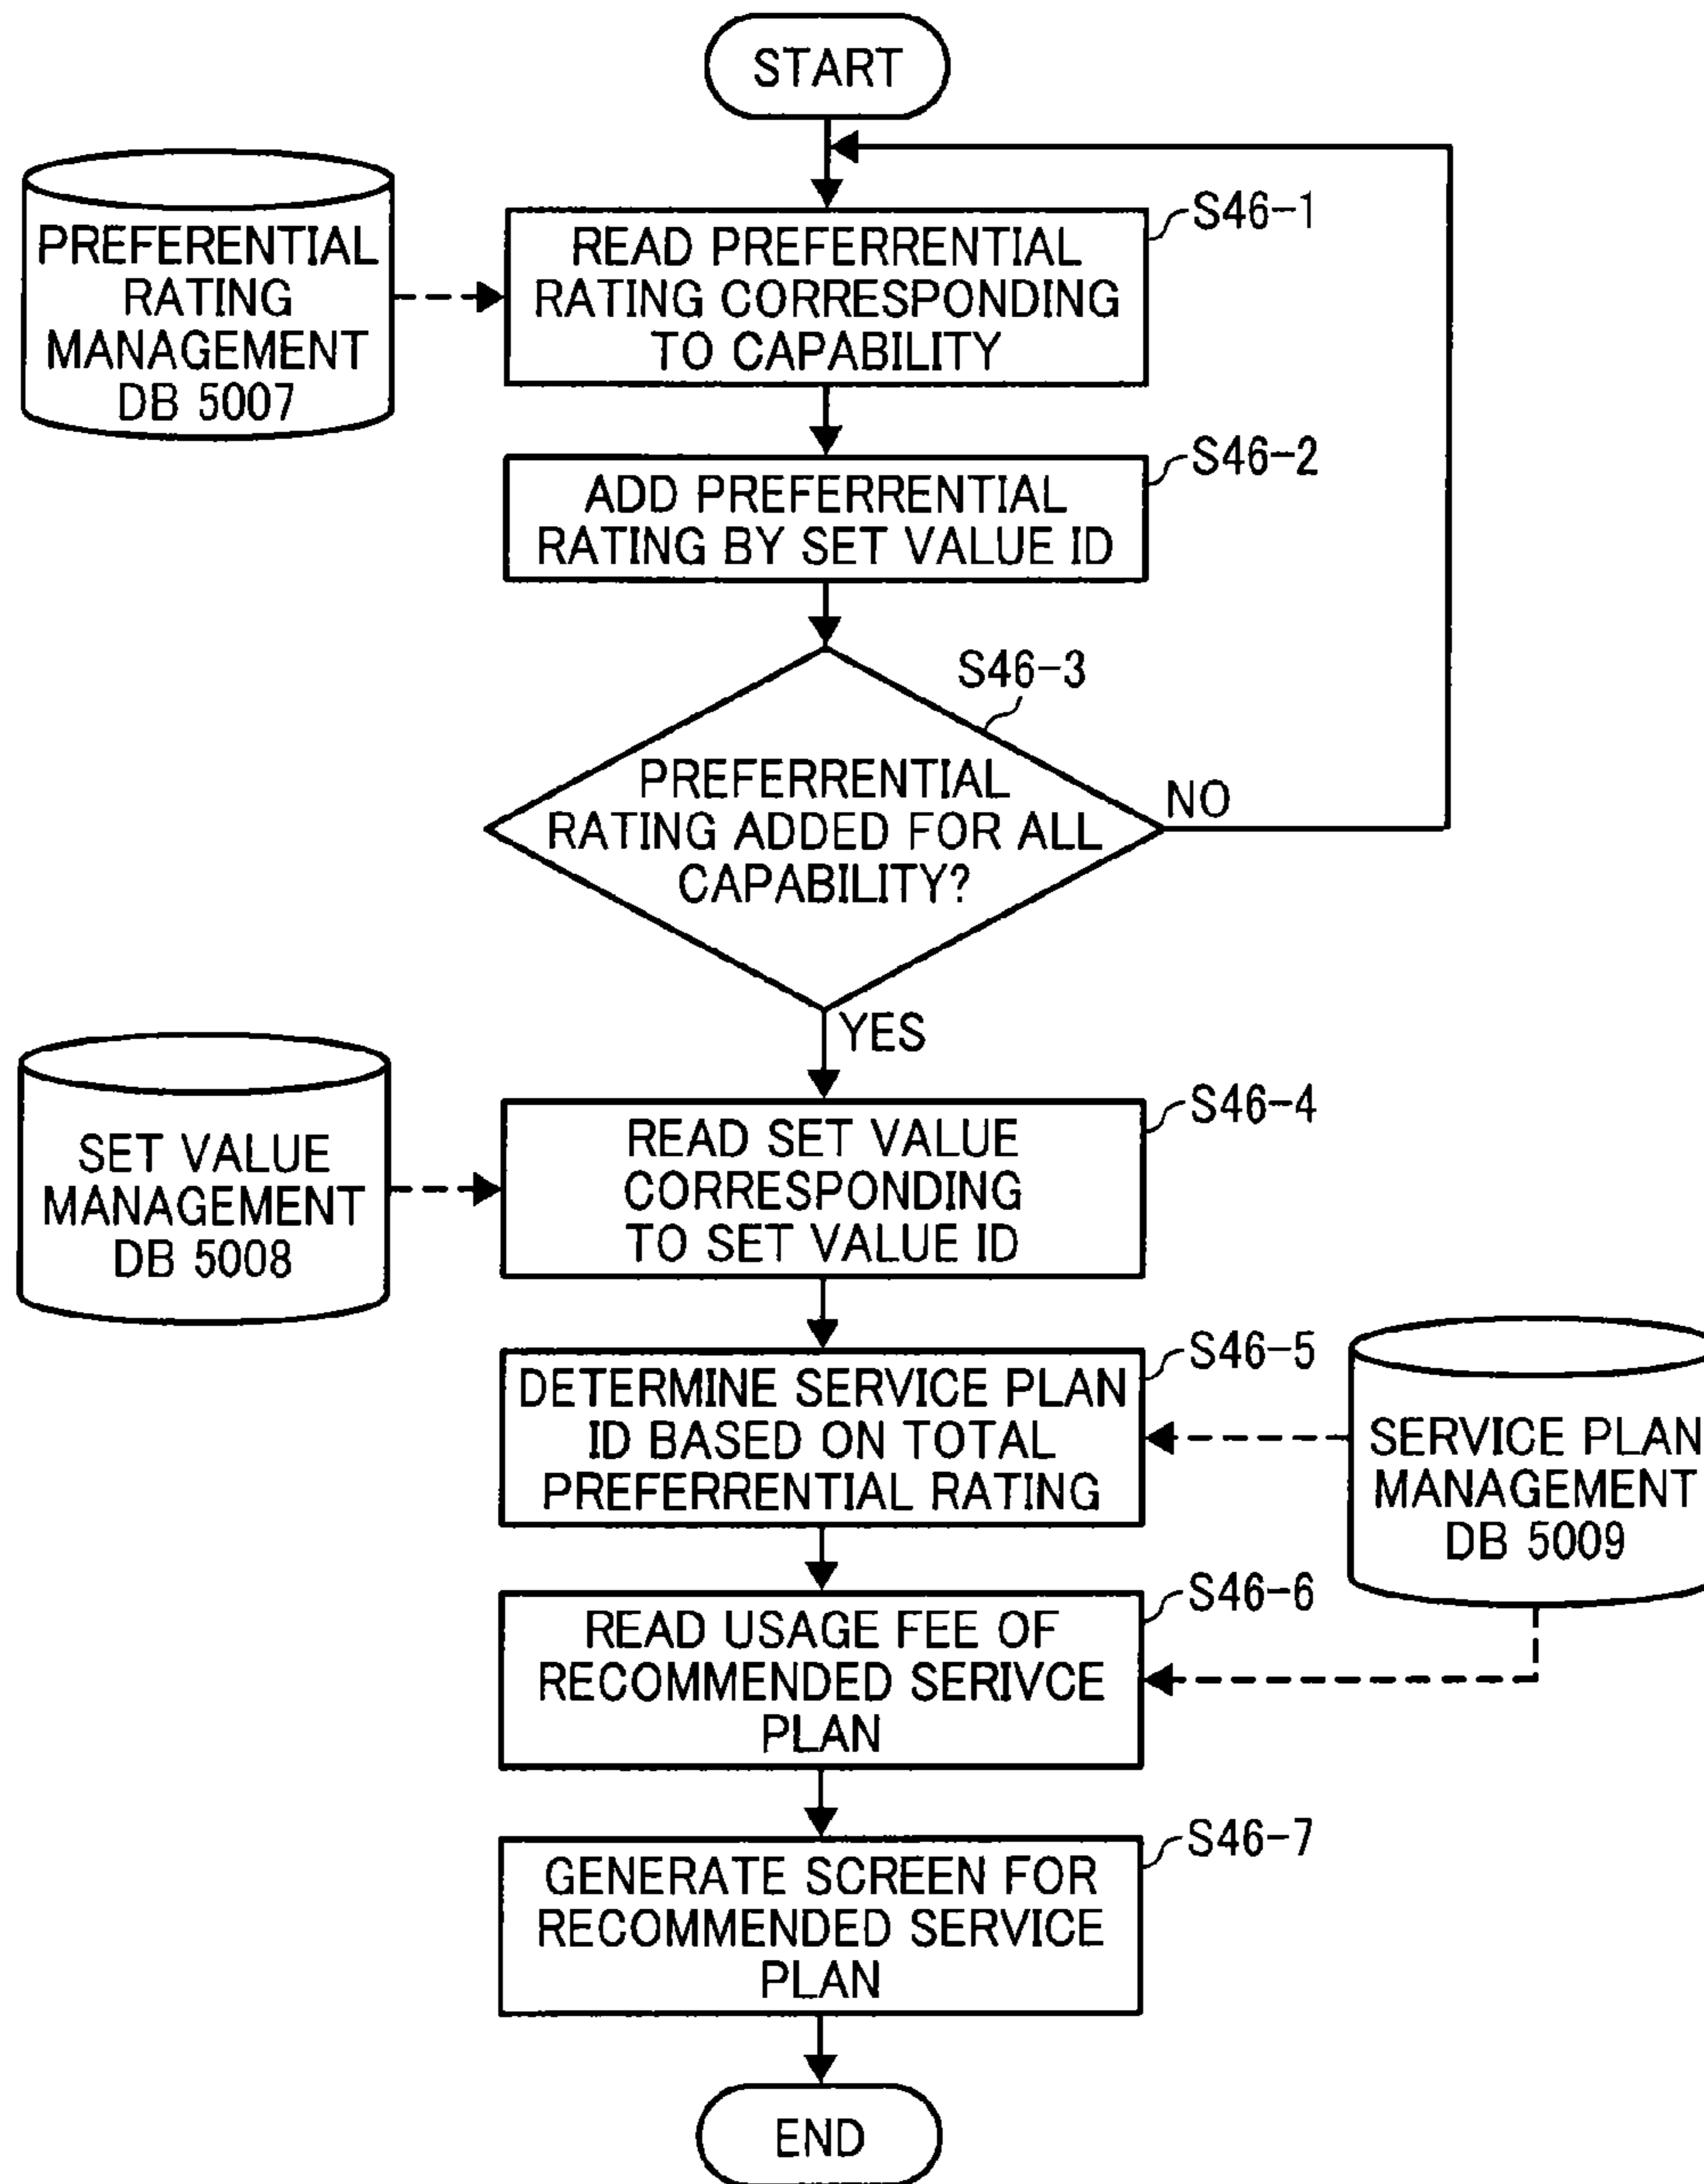 START
PREFERENTIAL
RATING
MANAGEMENT
DB 5007
S46-1
READ PREFERRENTIAL
RATING CORRESPONDING
TO CAPABILITY
S46-2
ADD PREFERRENTIAL
RATING BY SET VALUE ID
S46-3
PREFERRENTIAL
RATING ADDED FOR ALL
CAPABILITY?
NO
YES
SET VALUE
MANAGEMENT
DB 5008
S46-4
READ SET VALUE
CORRESPONDING
TO SET VALUE ID
S46-5
DETERMINE SERVICE PLAN
ID BASED ON TOTAL
PREFERRENTIAL RATING
SERVICE PLAN
MANAGEMENT
DB 5009
S46-6
READ USAGE FEE OF
RECOMMENDED SERIVCE
PLAN
S46-7
GENERATE SCREEN FOR
RECOMMENDED SERVICE
PLAN
END